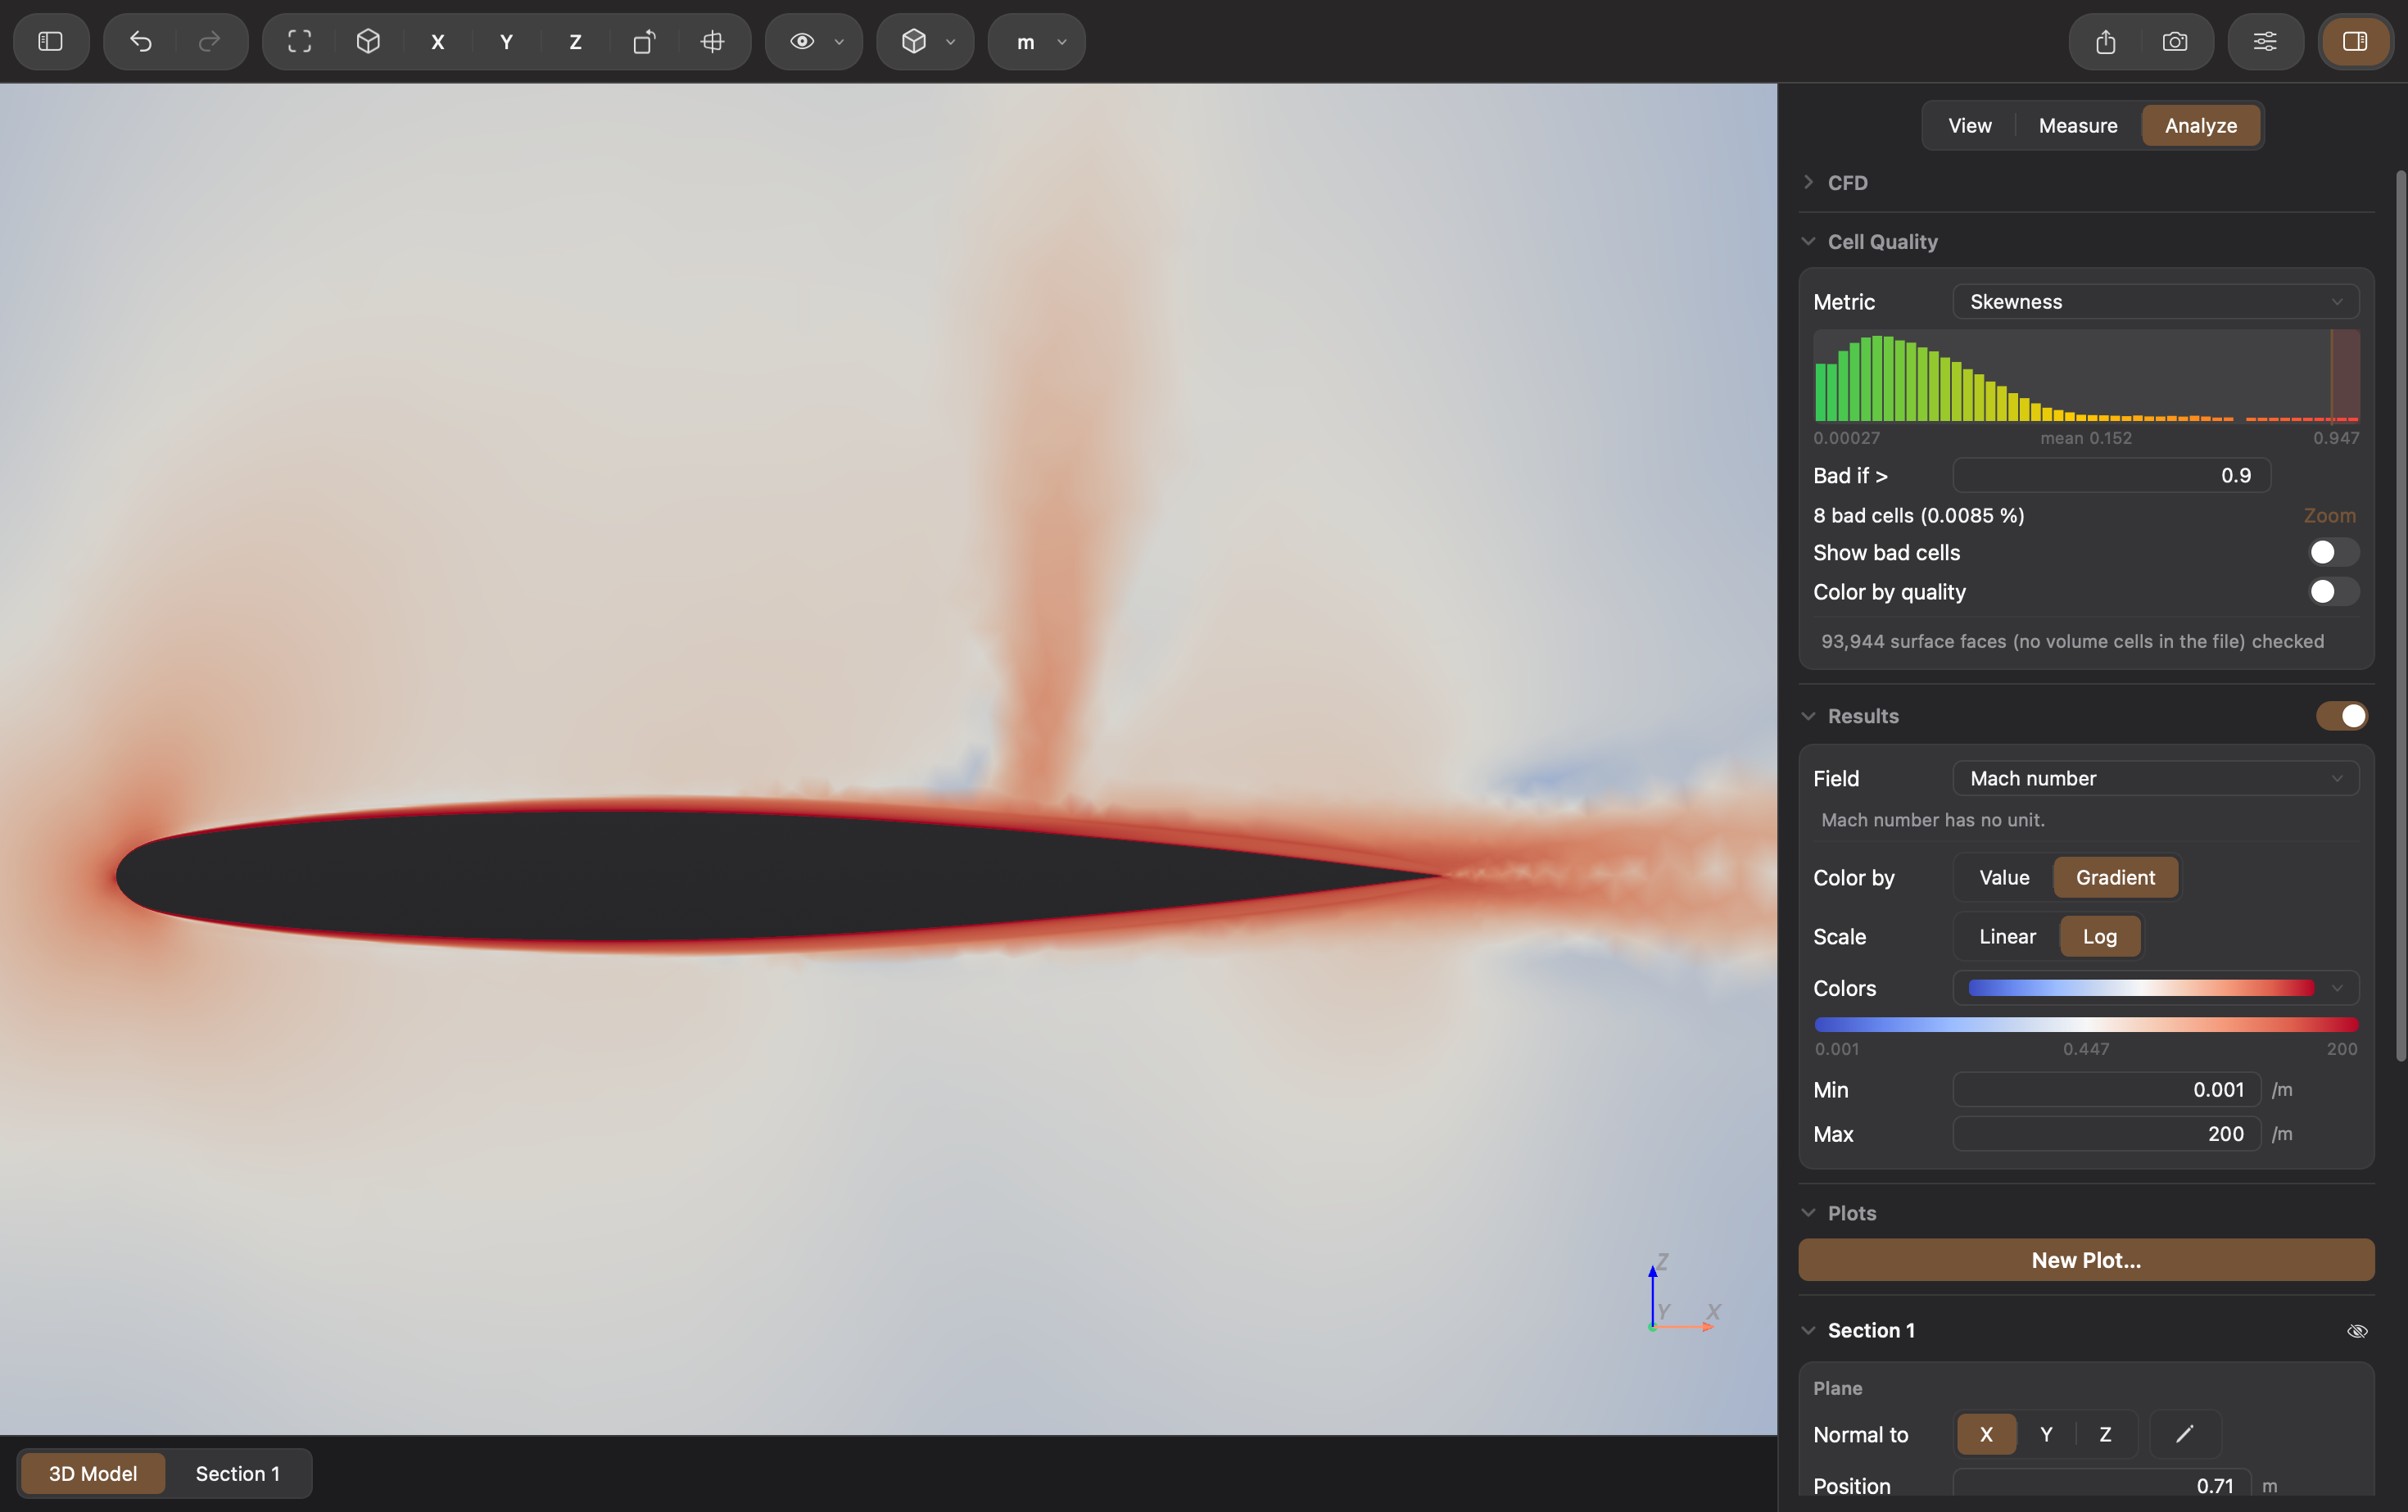 X Y Z m
View Measure Analyze
CFD
Cell Quality
Metric Skewness
0.00027 mean 0.152 0.947
Bad if > 0.9
8 bad cells (0.0085 %) Zoom
Show bad cells
Color by quality
93,944 surface faces (no volume cells in the file) checked
Results
Field Mach number
Mach number has no unit.
Color by Value Gradient
Scale Linear Log
Colors
0.001 0.447 200
Min 0.001 /m
Max 200 /m
Plots
New Plot...
Section 1
Plane
Normal to X Y Z
Position 0.71 m
Z
Y X
3D Model Section 1